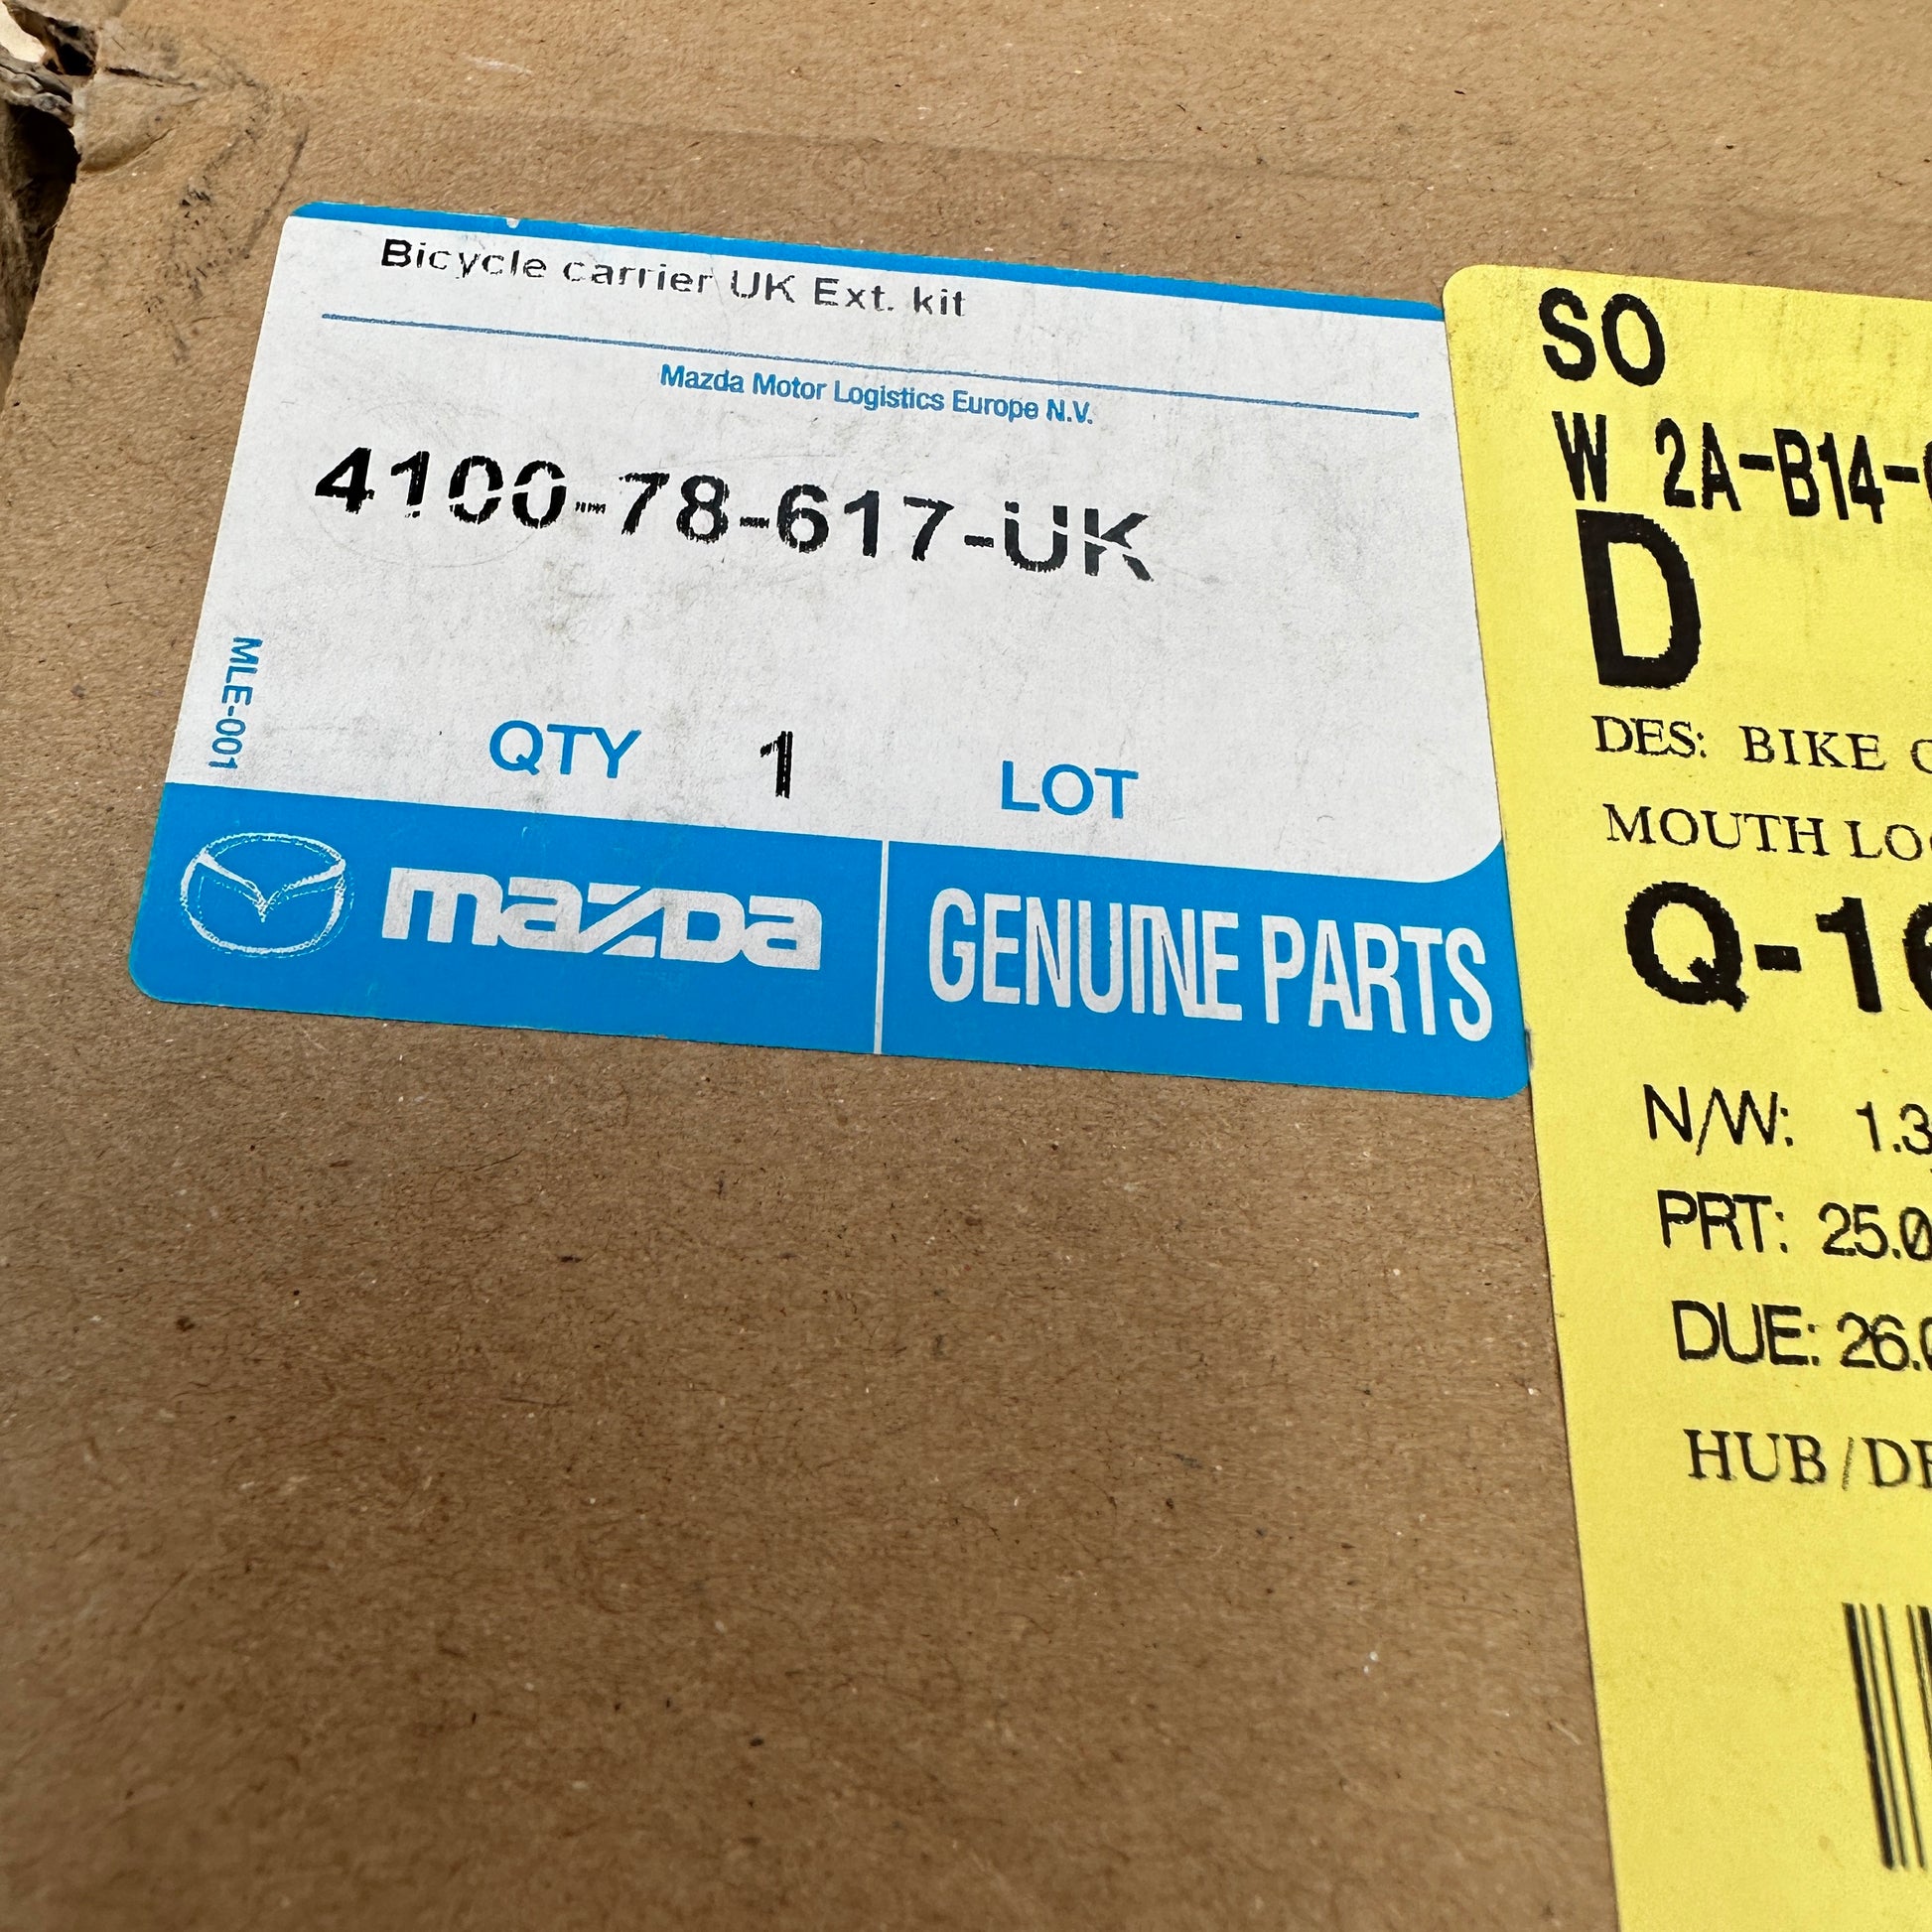 Bicycle carrier UK Ext. kit
Mazda Motor Logistics Europe N.V.
4100-78-617-UK
MLE-001
QTY 1 LOT
mazda GENUINE PARTS
SO
W 2A-B14-
D
DES: BIKE
MOUTH
Q-1
N/W: 1.3
PRT: 25.0
DUE: 26.0
HUB/